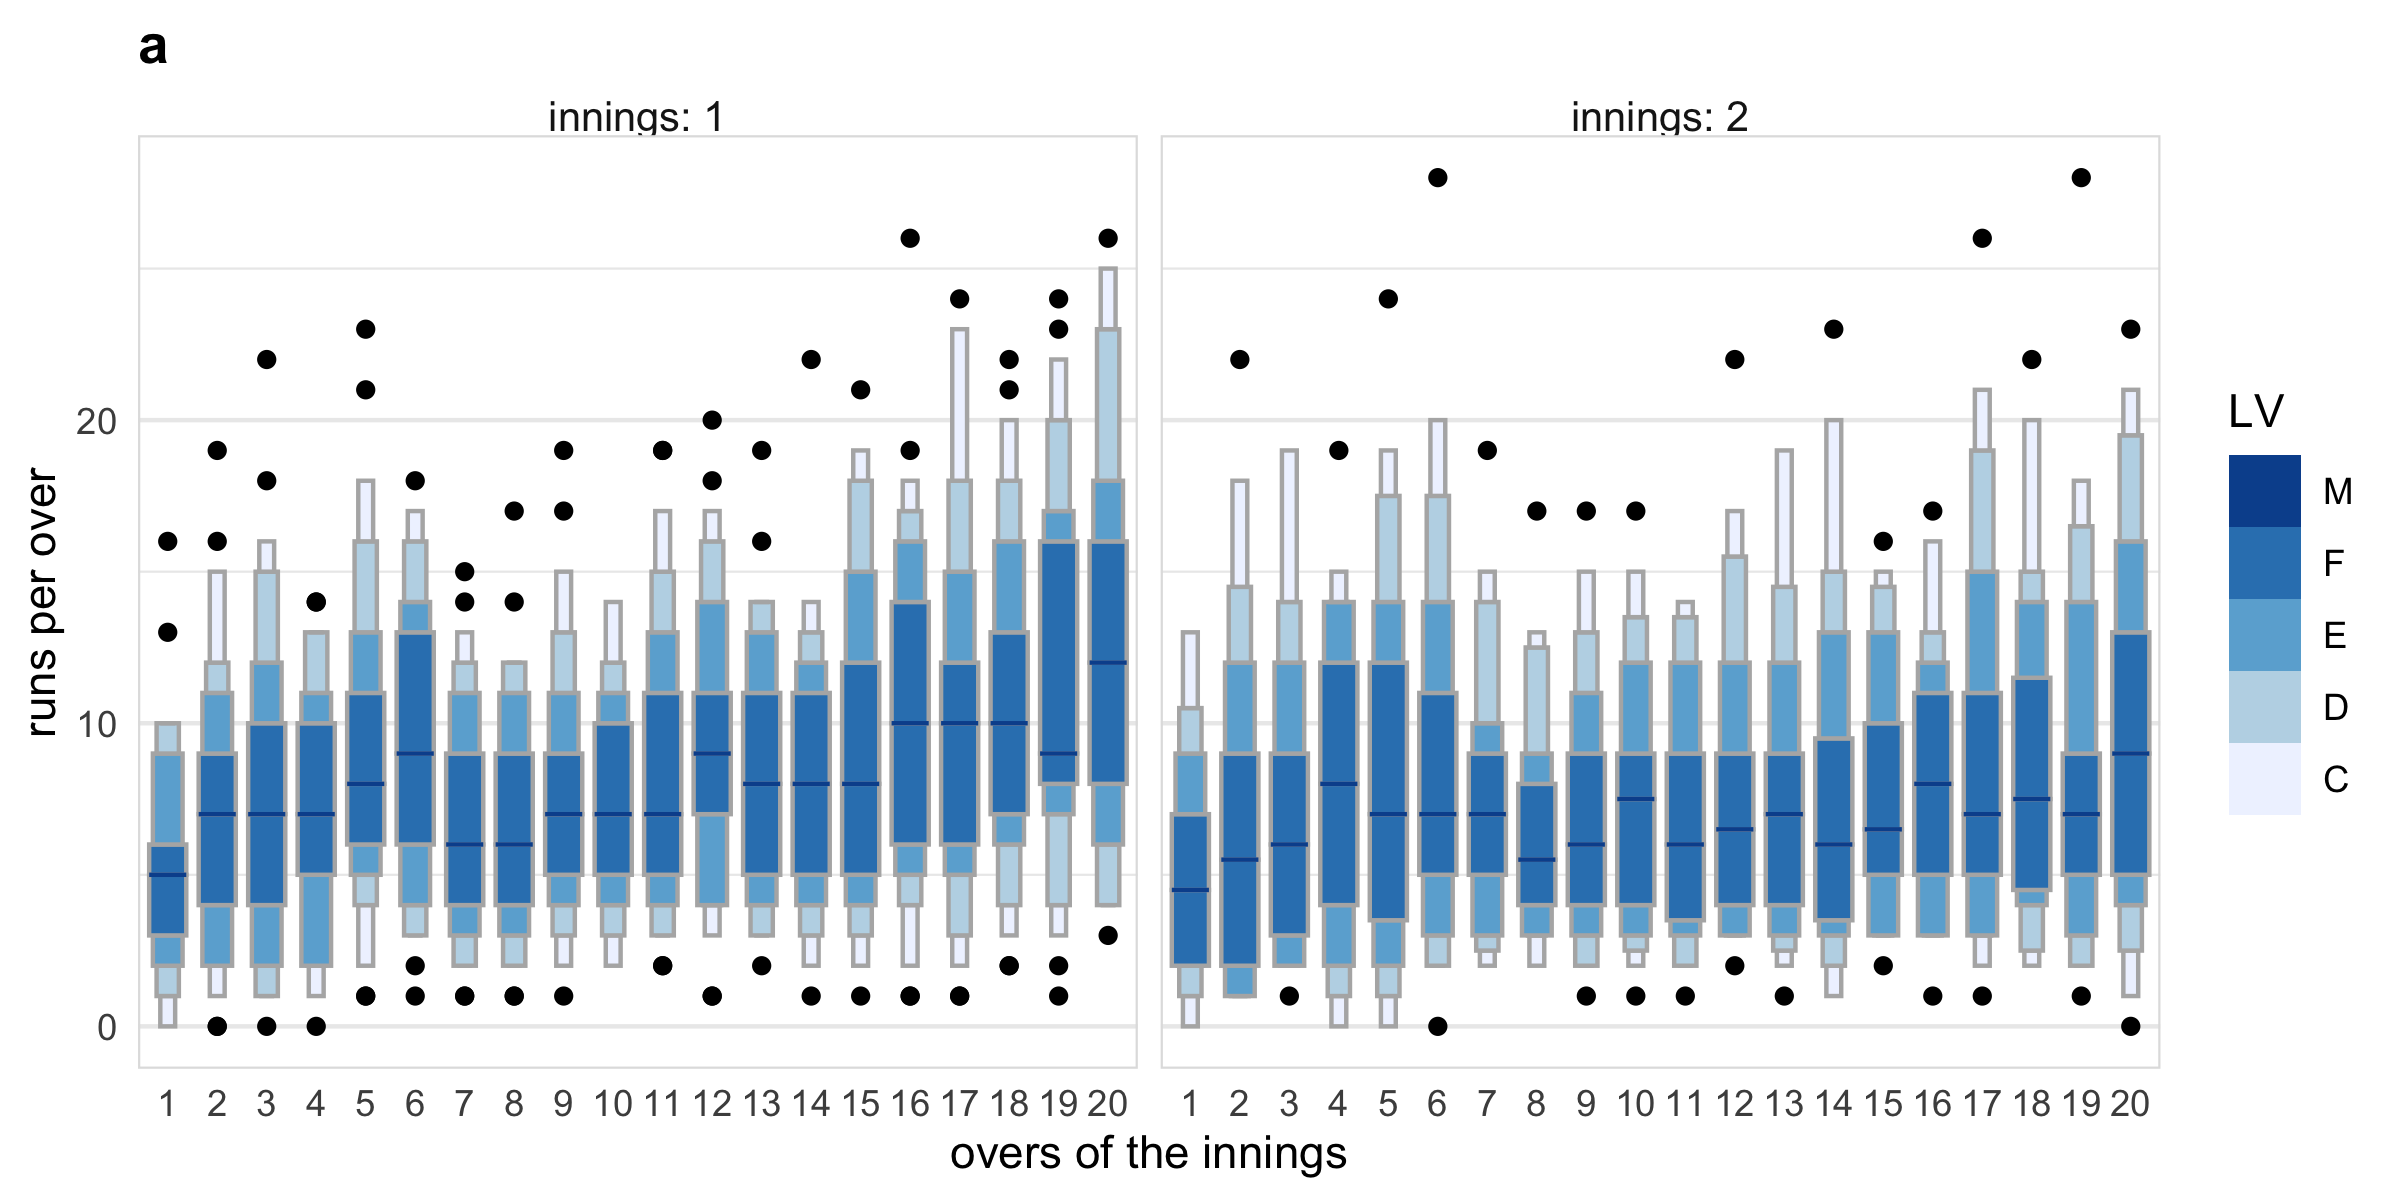 a
innings: 1
innings: 2
runs per over
20
10
0
1 2 3 4 5 6 7 8 9 10 11 12 13 14 15 16 17 18 19 20
1 2 3 4 5 6 7 8 9 10 11 12 13 14 15 16 17 18 19 20
overs of the innings
LV
M
F
E
D
C